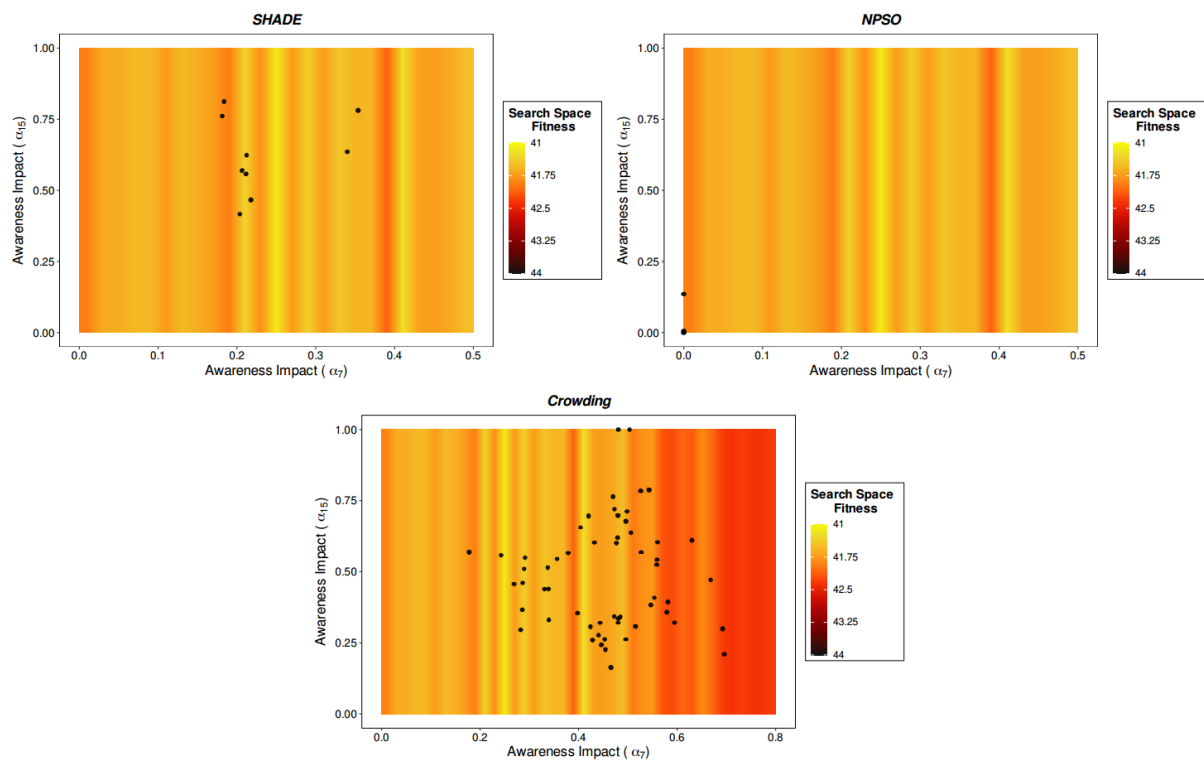 SHADE
1.00
0.75
0.50
0.25
0.00
Awareness Impact ( α15)
0.0 0.1 0.2 0.3 0.4 0.5
Awareness Impact ( α7)
Search Space
Fitness
41
41.75
42.5
43.25
44
NPSO
1.00
0.75
0.50
0.25
0.00
Awareness Impact ( α15)
0.0 0.1 0.2 0.3 0.4 0.5
Awareness Impact ( α7)
Search Space
Fitness
41
41.75
42.5
43.25
44
Crowding
1.00
0.75
0.50
0.25
0.00
Awareness Impact ( α15)
0.0 0.2 0.4 0.6 0.8
Awareness Impact ( α7)
Search Space
Fitness
41
41.75
42.5
43.25
44